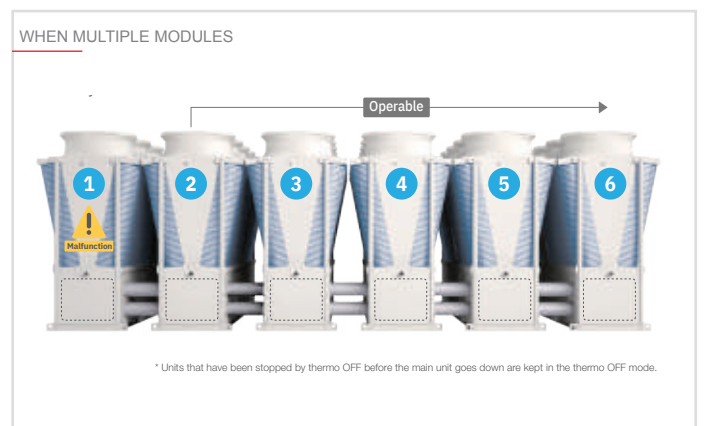 WHEN MULTIPLE MODULES
Operable
1 2 3 4 5 6
Malfunction
* Units that have been stopped by thermo OFF before the main unit goes down are kept in the thermo OFF mode.